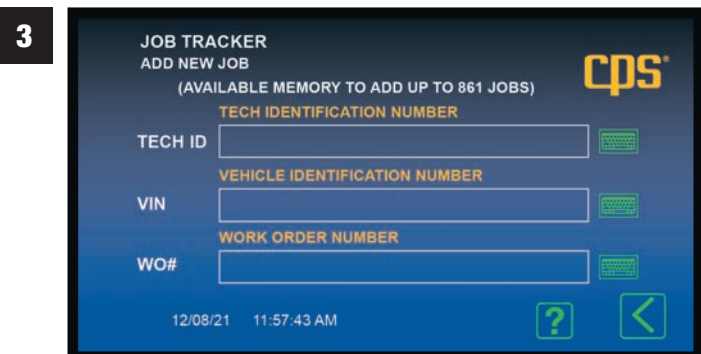 3
JOB TRACKER
ADD NEW JOB
(AVAILABLE MEMORY TO ADD UP TO 861 JOBS)
cps®
TECH IDENTIFICATION NUMBER
TECH ID
VEHICLE IDENTIFICATION NUMBER
VIN
WORK ORDER NUMBER
WO#
12/08/21 11:57:43 AM
?